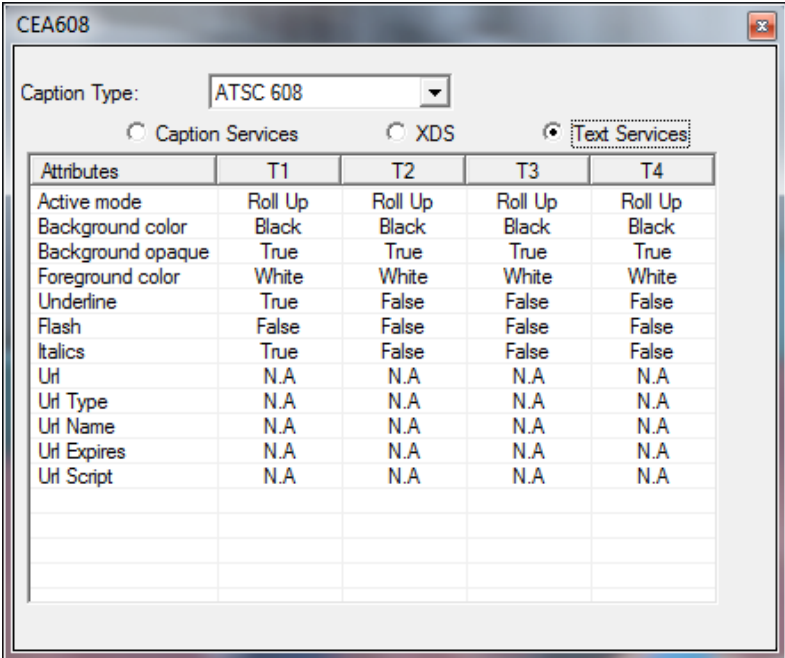 CEA608
Caption Type: ATSC 608
Caption Services XDS Text Services
Attributes T1 T2 T3 T4
Active mode Roll Up Roll Up Roll Up Roll Up
Background color Black Black Black Black
Background opaque True True True True
Foreground color White White White White
Underline True False False False
Flash False False False False
Italics True False False False
Url N.A N.A N.A N.A
Url Type N.A N.A N.A N.A
Url Name N.A N.A N.A N.A
Url Expires N.A N.A N.A N.A
Url Script N.A N.A N.A N.A